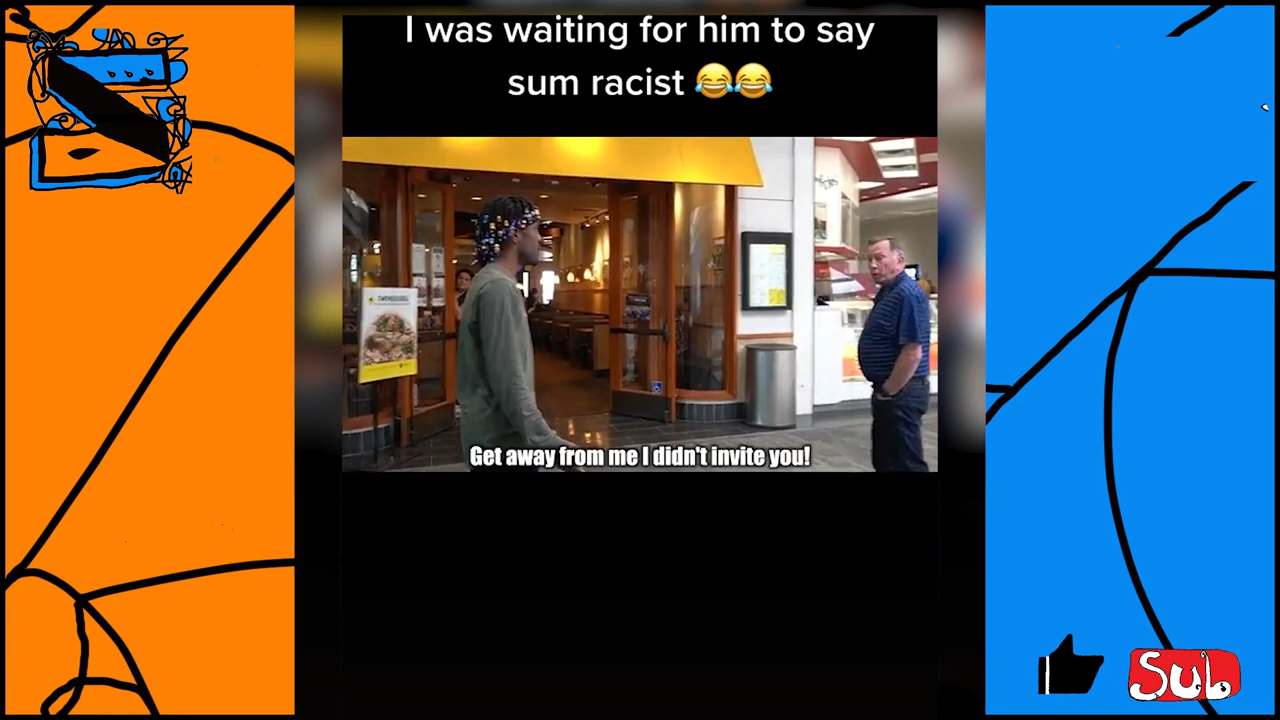 I was waiting for him to say
sum racist 😂😂
Get away from me I didn't invite you!
Sub